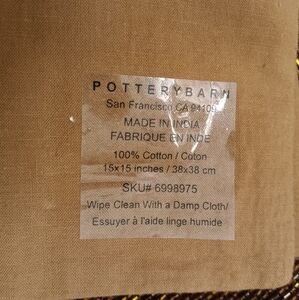 POTTERYBARN
San Francisco, CA 94109
MADE IN INDIA
FABRIQUE EN INDE
100% Cotton / Coton
15x15 inches / 38x38 cm
SKU# 6998975
Wipe Clean With a Damp Cloth/
Essuyer à l'aide linge humide